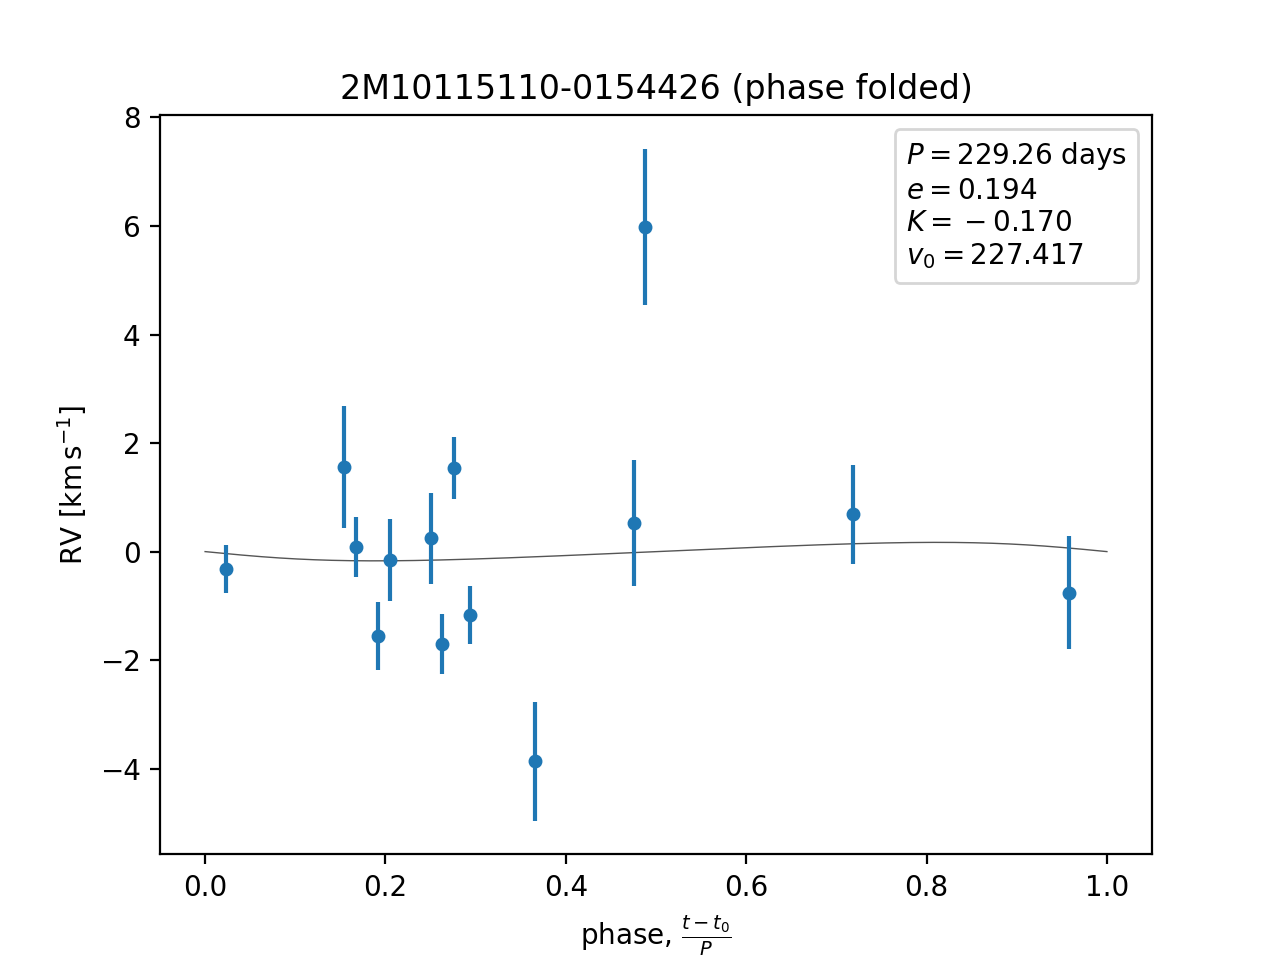 2M10115110-0154426 (phase folded)
P = 229.26 days
e = 0.194
K = −0.170
v₀ = 227.417
8
6
4
2
0
−2
−4
RV [km s⁻¹]
0.0 0.2 0.4 0.6 0.8 1.0
phase, (t − t₀)/P